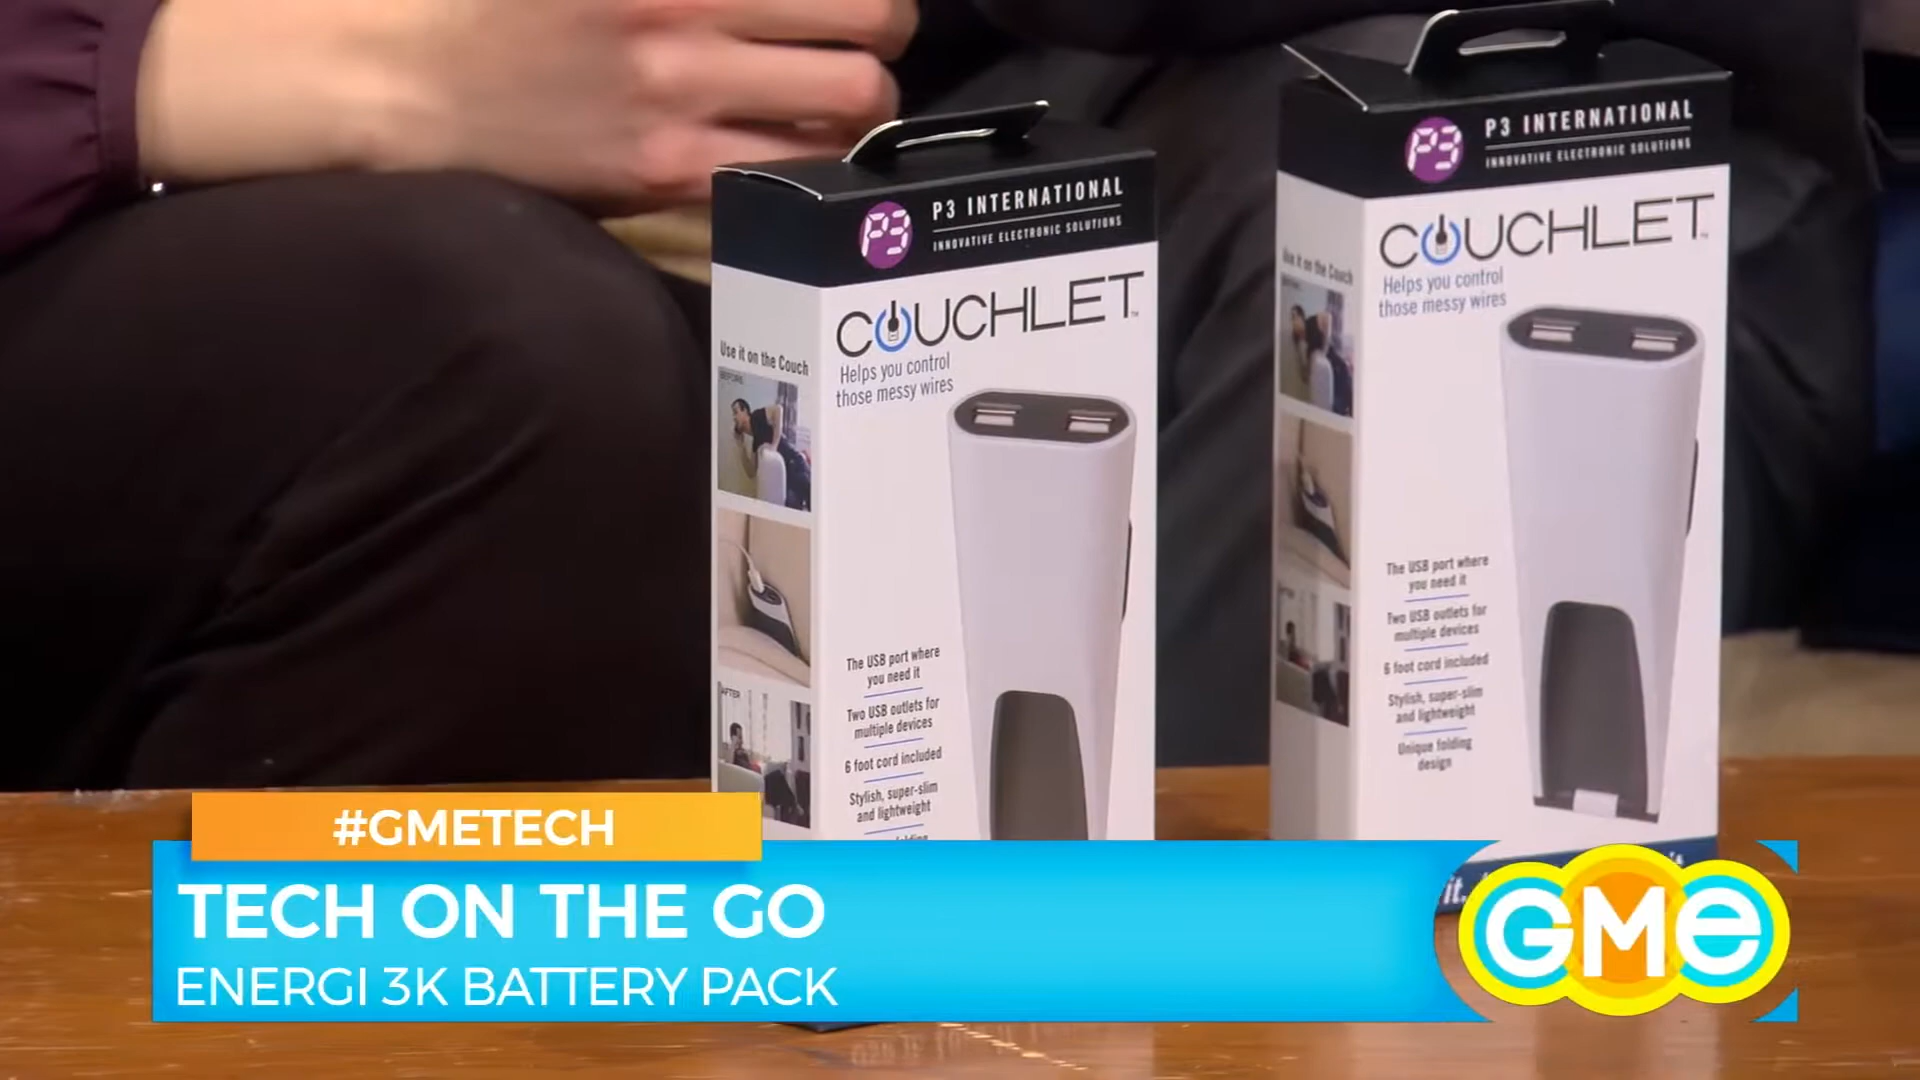 P3 INTERNATIONAL
INNOVATIVE ELECTRONIC SOLUTIONS
COUCHLET™
Helps you control
those messy wires
Use it on the Couch
BEFORE
AFTER
The USB port where
you need it
Two USB outlets for
multiple devices
6 foot cord included
Stylish, super-slim
and lightweight
folding
P3 INTERNATIONAL
INNOVATIVE ELECTRONIC SOLUTIONS
COUCHLET™
Helps you control
those messy wires
Use it on the Couch
The USB port where
you need it
Two USB outlets for
multiple devices
6 foot cord included
Stylish, super-slim
and lightweight
Unique folding
design
it.
#GMETECH
TECH ON THE GO
ENERGI 3K BATTERY PACK
GMe